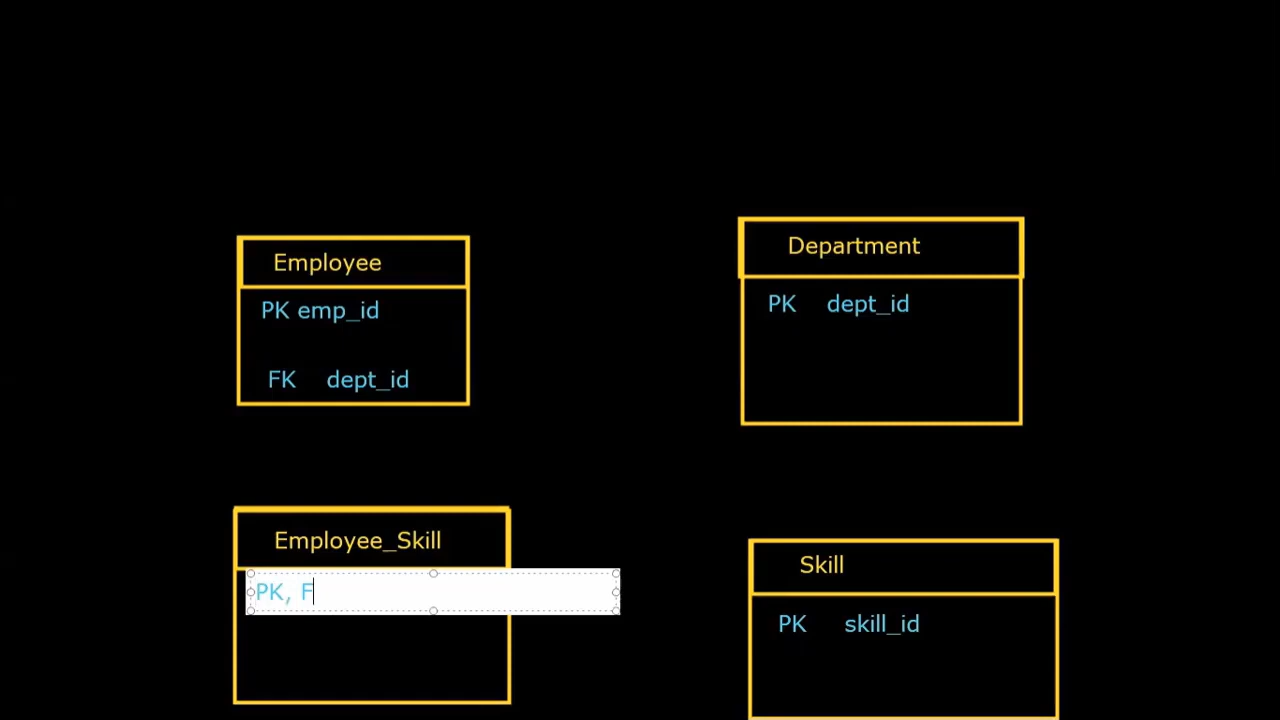 Employee
PK emp_id
FK dept_id
Department
PK dept_id
Employee_Skill
PK, F
Skill
PK skill_id